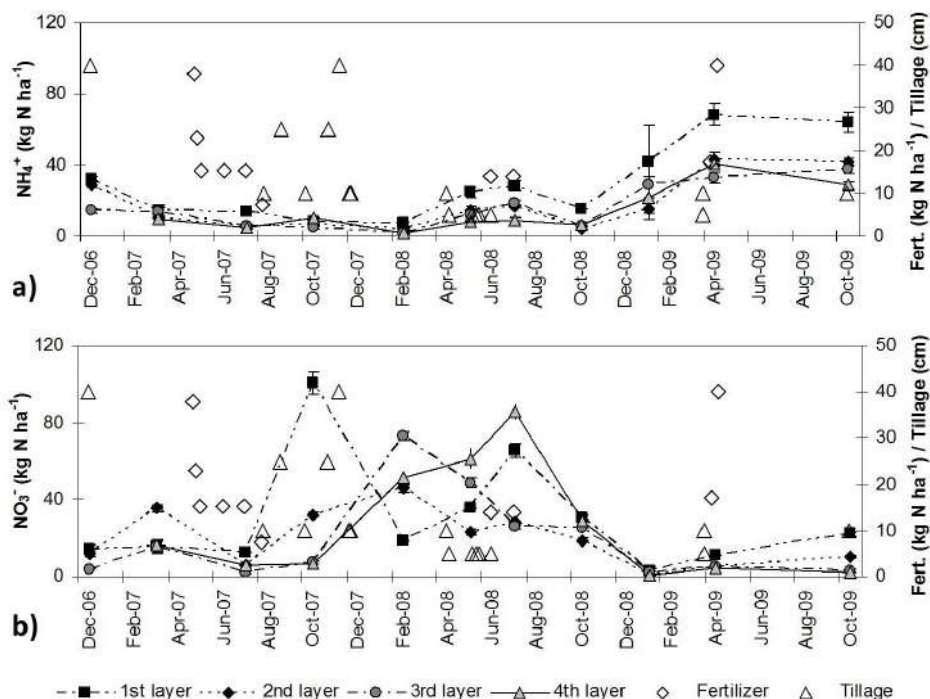 120
80
40
0
NH₄⁺ (kg N ha⁻¹)
50
40
30
20
10
0
Fert. (kg N ha⁻¹) / Tillage (cm)
Dec-06
Feb-07
Apr-07
Jun-07
Aug-07
Oct-07
Dec-07
Feb-08
Apr-08
Jun-08
Aug-08
Oct-08
Dec-08
Feb-09
Apr-09
Jun-09
Aug-09
Oct-09
a)
120
80
40
0
NO₃⁻ (kg N ha⁻¹)
50
40
30
20
10
0
Fert. (kg N ha⁻¹) / Tillage (cm)
Dec-06
Feb-07
Apr-07
Jun-07
Aug-07
Oct-07
Dec-07
Feb-08
Apr-08
Jun-08
Aug-08
Oct-08
Dec-08
Feb-09
Apr-09
Jun-09
Aug-09
Oct-09
b)
1st layer 2nd layer 3rd layer 4th layer Fertilizer Tillage